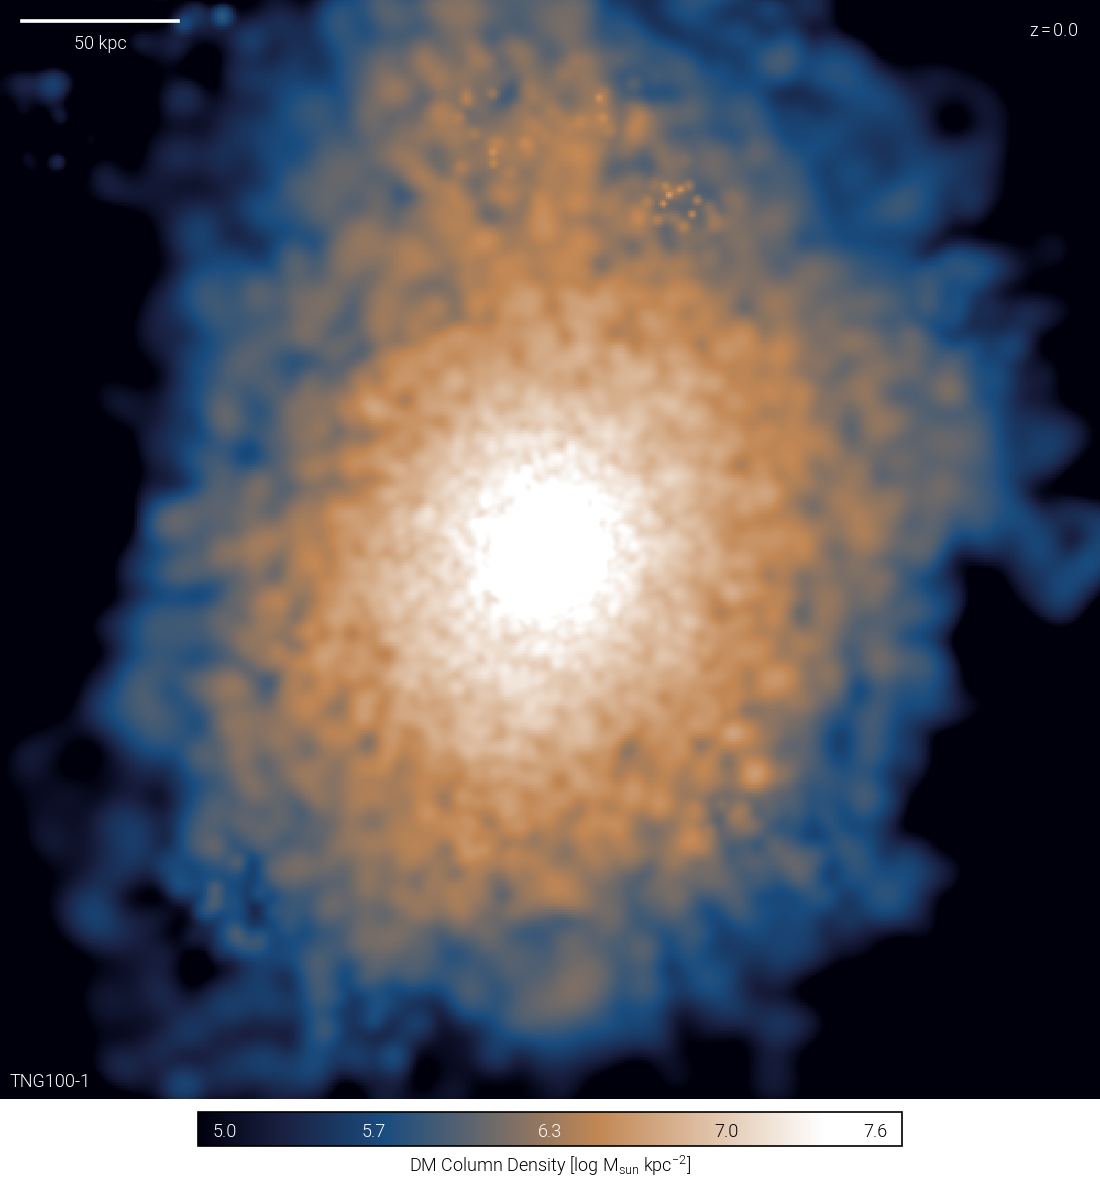 50 kpc
z=0.0
TNG100-1
5.0 5.7 6.3 7.0 7.6
DM Column Density [log M_sun kpc⁻²]